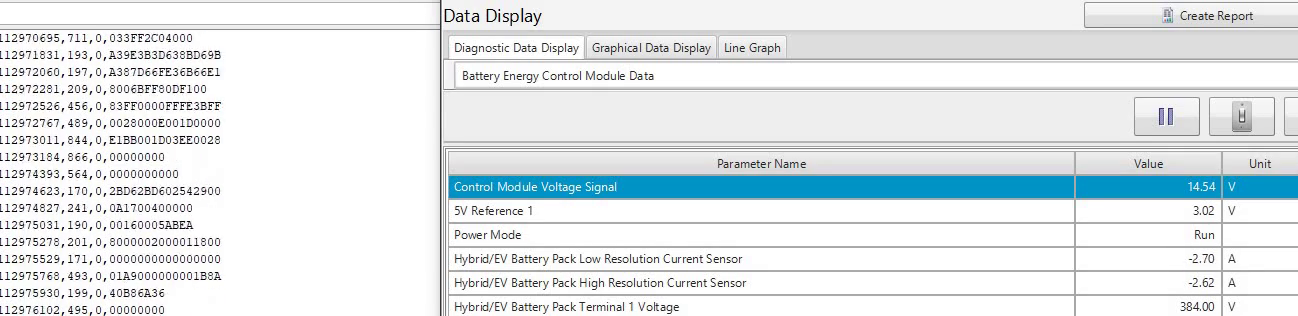 112970695,711,0,033FF2C04000
112971831,193,0,A39E3B3D638BD69B
112972060,197,0,A387D66FE36B66E1
112972281,209,0,8006BFF80DF100
112972526,456,0,83FF0000FFFE3BFF
112972767,489,0,0028000E001D0000
112973011,844,0,E1BB001D03EE0028
112973184,866,0,00000000
112974393,564,0,0000000000
112974623,170,0,2BD62BD602542900
112974827,241,0,0A1700400000
112975031,190,0,00160005ABEA
112975278,201,0,8000002000011800
112975529,171,0,0000000000000000
112975768,493,0,01A9000000001B8A
112975930,199,0,40B86A36
112976102,495,0,00000000
Data Display
Create Report
Diagnostic Data Display Graphical Data Display Line Graph
Battery Energy Control Module Data
Parameter Name Value Unit
Control Module Voltage Signal 14.54 V
5V Reference 1 3.02 V
Power Mode Run
Hybrid/EV Battery Pack Low Resolution Current Sensor -2.70 A
Hybrid/EV Battery Pack High Resolution Current Sensor -2.62 A
Hybrid/EV Battery Pack Terminal 1 Voltage 384.00 V